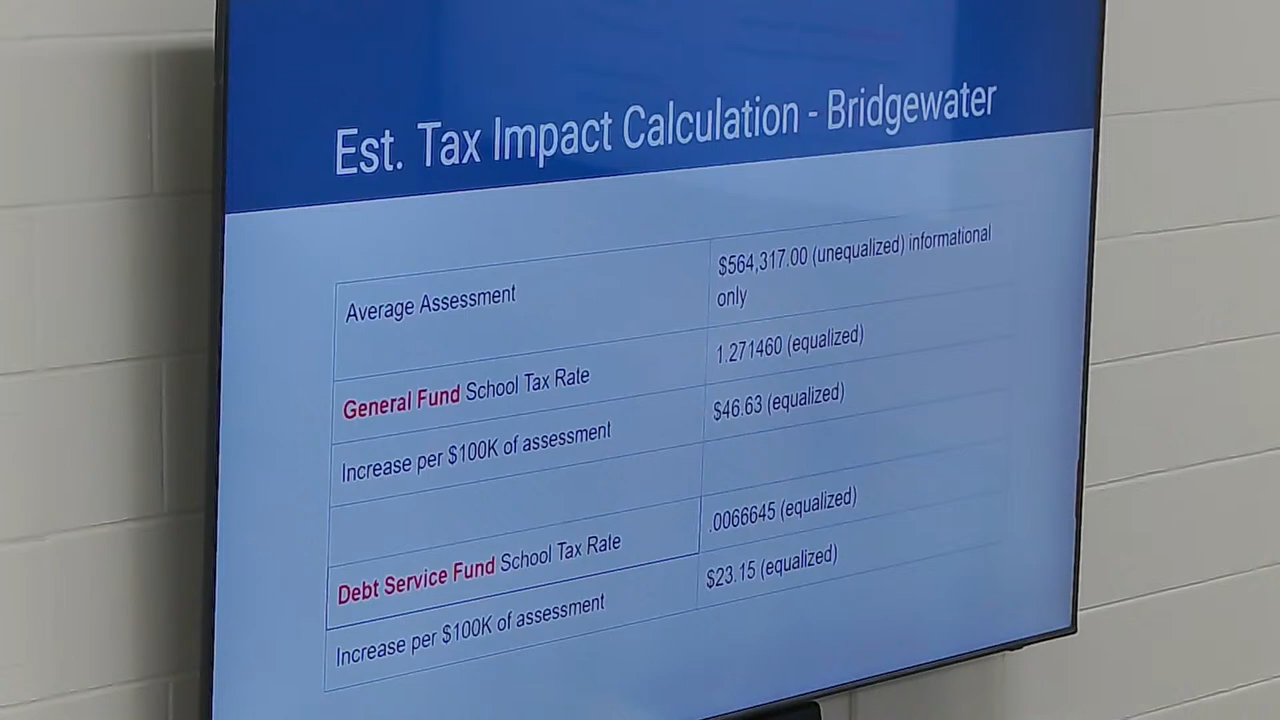 Est. Tax Impact Calculation - Bridgewater
Average Assessment
$564,317.00 (unequalized) informational
only
General Fund School Tax Rate
1.271460 (equalized)
Increase per $100K of assessment
$46.63 (equalized)
Debt Service Fund School Tax Rate
.0066645 (equalized)
Increase per $100K of assessment
$23.15 (equalized)